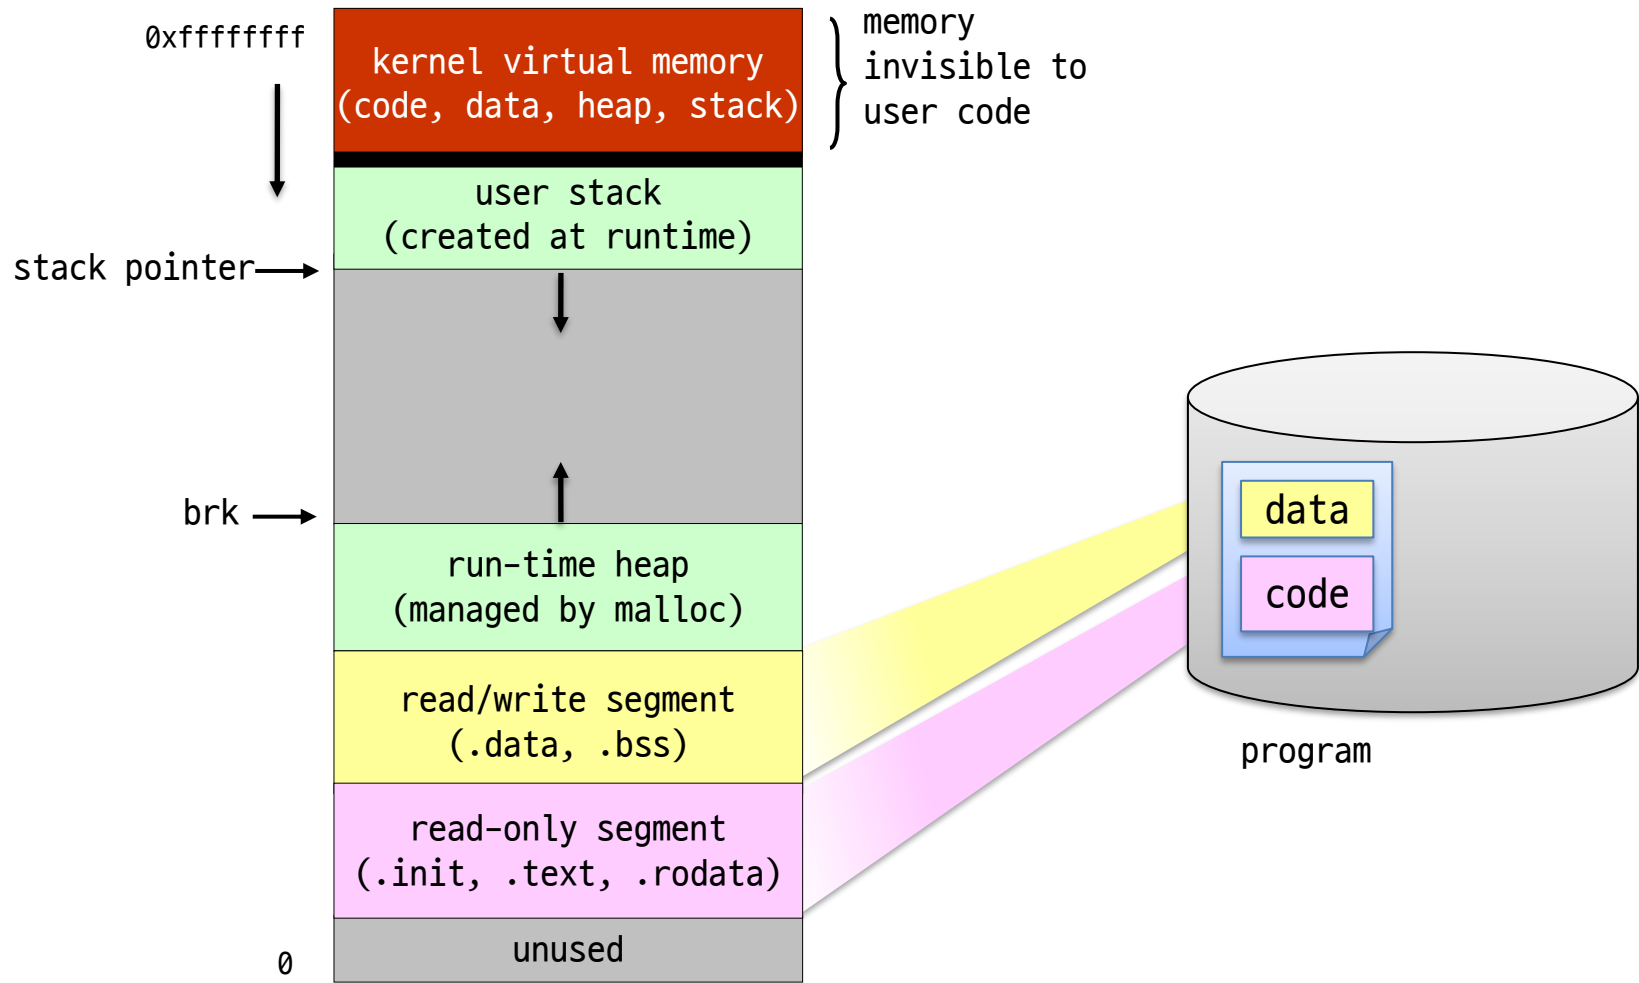 0xffffffff
kernel virtual memory
(code, data, heap, stack)
memory
invisible to
user code
user stack
(created at runtime)
stack pointer
brk
run-time heap
(managed by malloc)
read/write segment
(.data, .bss)
read-only segment
(.init, .text, .rodata)
0
unused
data
code
program